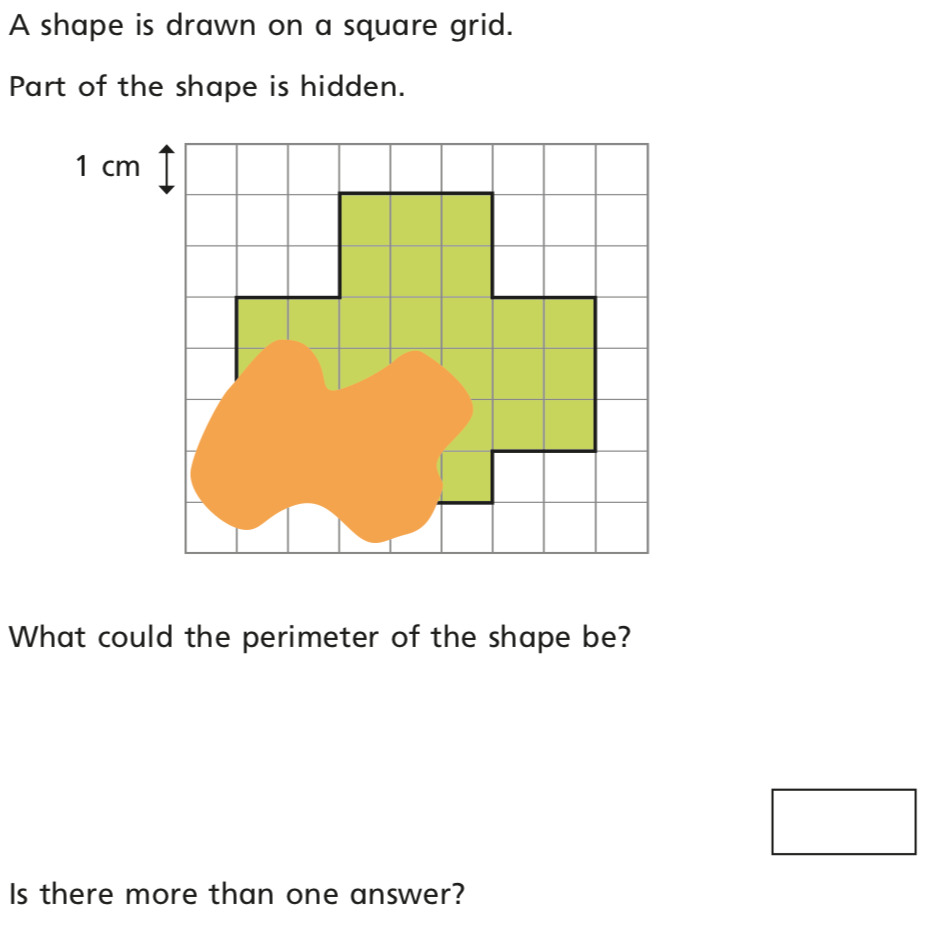 A shape is drawn on a square grid.
Part of the shape is hidden.
1 cm
What could the perimeter of the shape be?
Is there more than one answer?